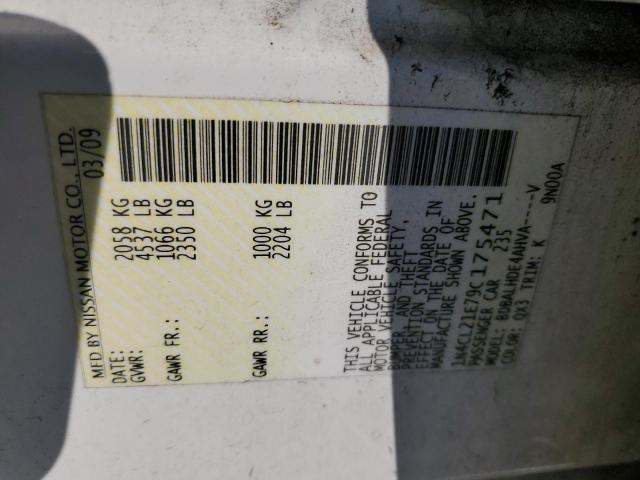 MFD BY NISSAN MOTOR CO., LTD.
DATE: 03/09
GVWR: 2058 KG
4537 LB
GAWR FR.: 1066 KG
2350 LB
GAWR RR.: 1000 KG
2204 LB
THIS VEHICLE CONFORMS TO
ALL APPLICABLE FEDERAL
MOTOR VEHICLE SAFETY,
BUMPER, AND THEFT
PREVENTION STANDARDS IN
EFFECT ON THE DATE OF
MANUFACTURE SHOWN ABOVE.
1N4CL21E79C175471
PASSENGER CAR 235
MODEL: BDBALHDE4AHVA-----V
COLOR: QX3 TRIM: K 9N00A